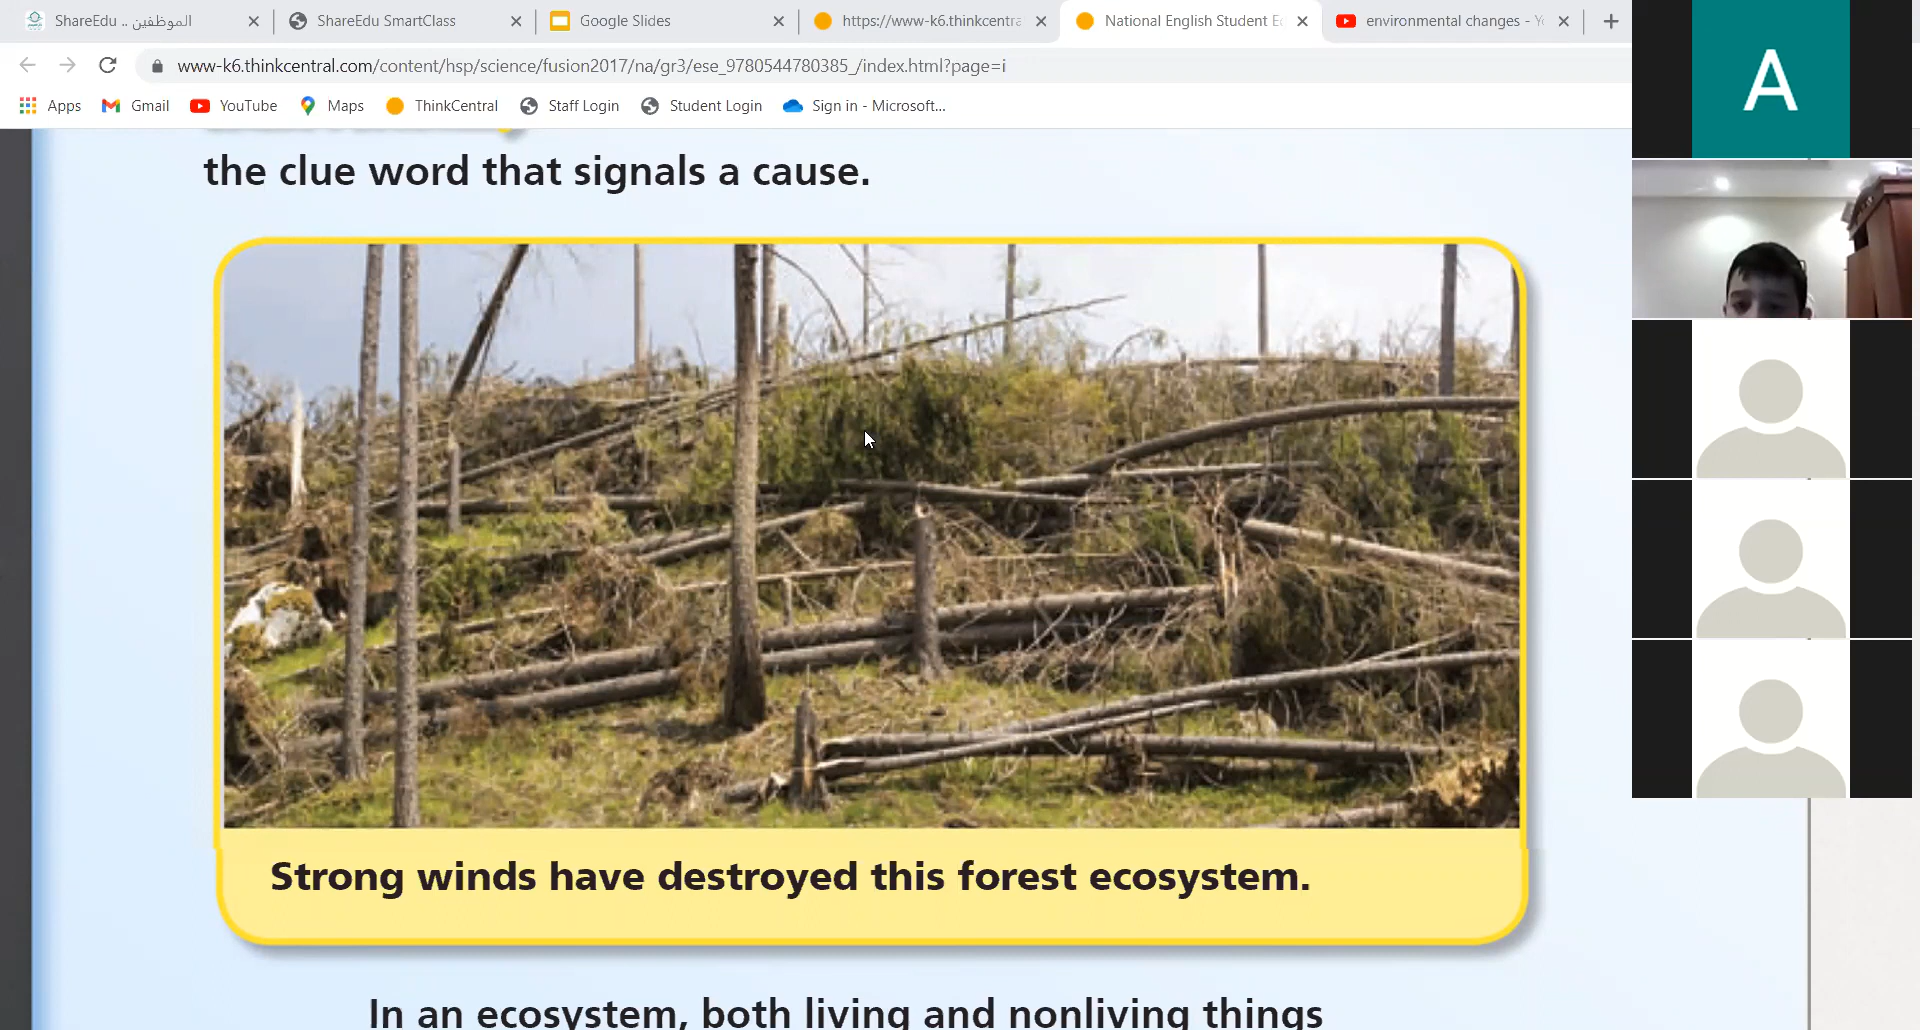 ShareEdu .. الموظفين
ShareEdu SmartClass
Google Slides
https://www-k6.thinkcentra
National English Student E
environmental changes - Y
www-k6.thinkcentral.com/content/hsp/science/fusion2017/na/gr3/ese_9780544780385_/index.html?page=i
Apps Gmail YouTube Maps ThinkCentral Staff Login Student Login Sign in - Microsoft...
the clue word that signals a cause.
Strong winds have destroyed this forest ecosystem.
In an ecosystem, both living and nonliving things
A